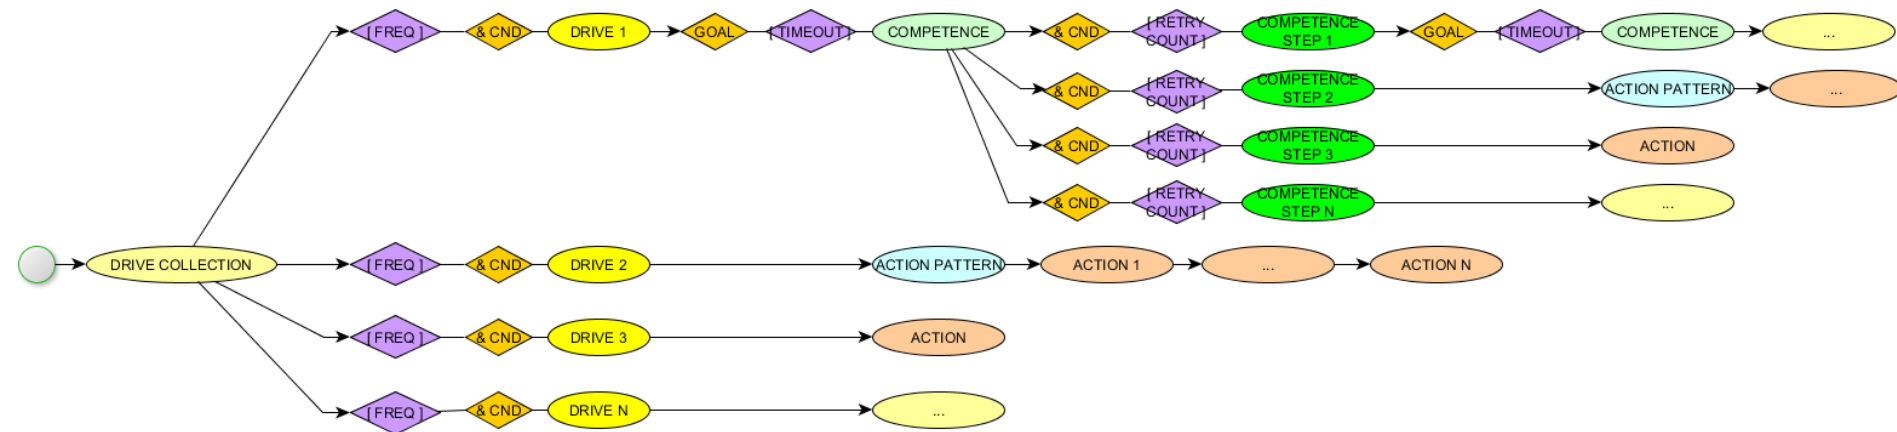 [ FREQ ] & CND DRIVE 1 GOAL [ TIMEOUT ] COMPETENCE & CND [ RETRY COUNT ] COMPETENCE STEP 1 GOAL [ TIMEOUT ] COMPETENCE ...
& CND [ RETRY COUNT ] COMPETENCE STEP 2 ACTION PATTERN ...
& CND [ RETRY COUNT ] COMPETENCE STEP 3 ACTION
& CND [ RETRY COUNT ] COMPETENCE STEP N ...
DRIVE COLLECTION [ FREQ ] & CND DRIVE 2 ACTION PATTERN ACTION 1 ... ACTION N
[ FREQ ] & CND DRIVE 3 ACTION
[ FREQ ] & CND DRIVE N ...